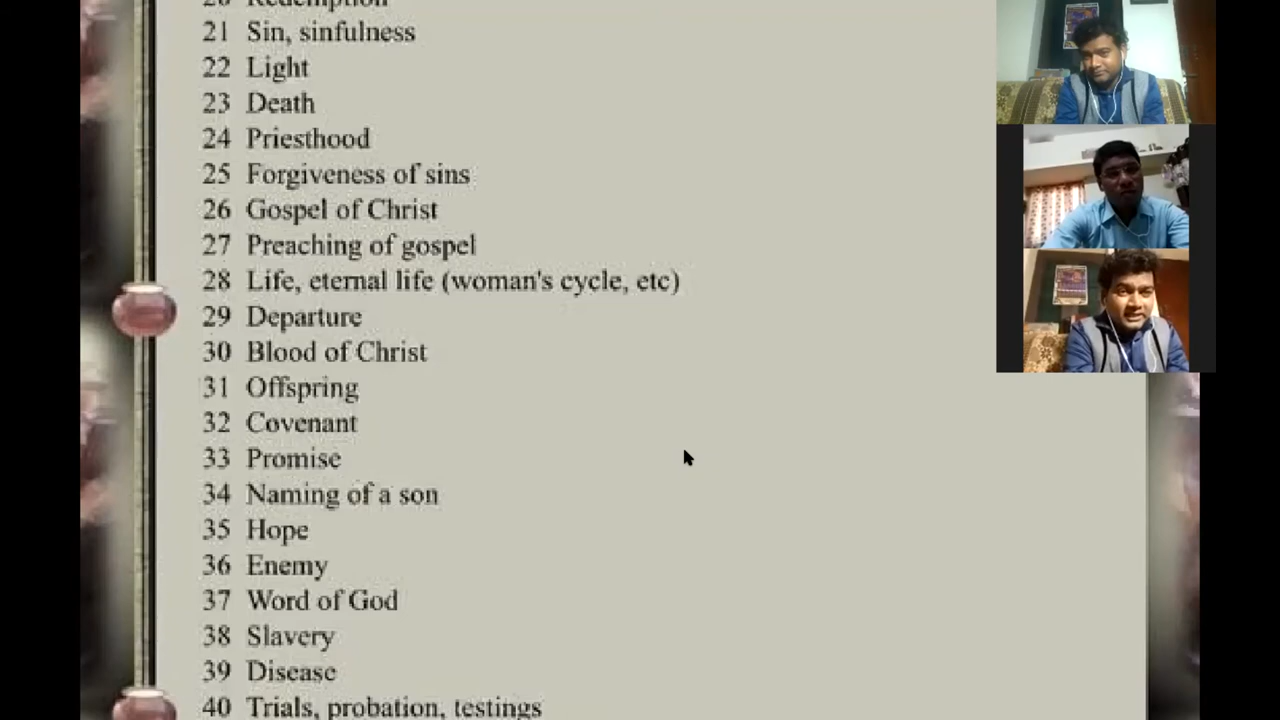 20 Redemption
21 Sin, sinfulness
22 Light
23 Death
24 Priesthood
25 Forgiveness of sins
26 Gospel of Christ
27 Preaching of gospel
28 Life, eternal life (woman's cycle, etc)
29 Departure
30 Blood of Christ
31 Offspring
32 Covenant
33 Promise
34 Naming of a son
35 Hope
36 Enemy
37 Word of God
38 Slavery
39 Disease
40 Trials, probation, testings